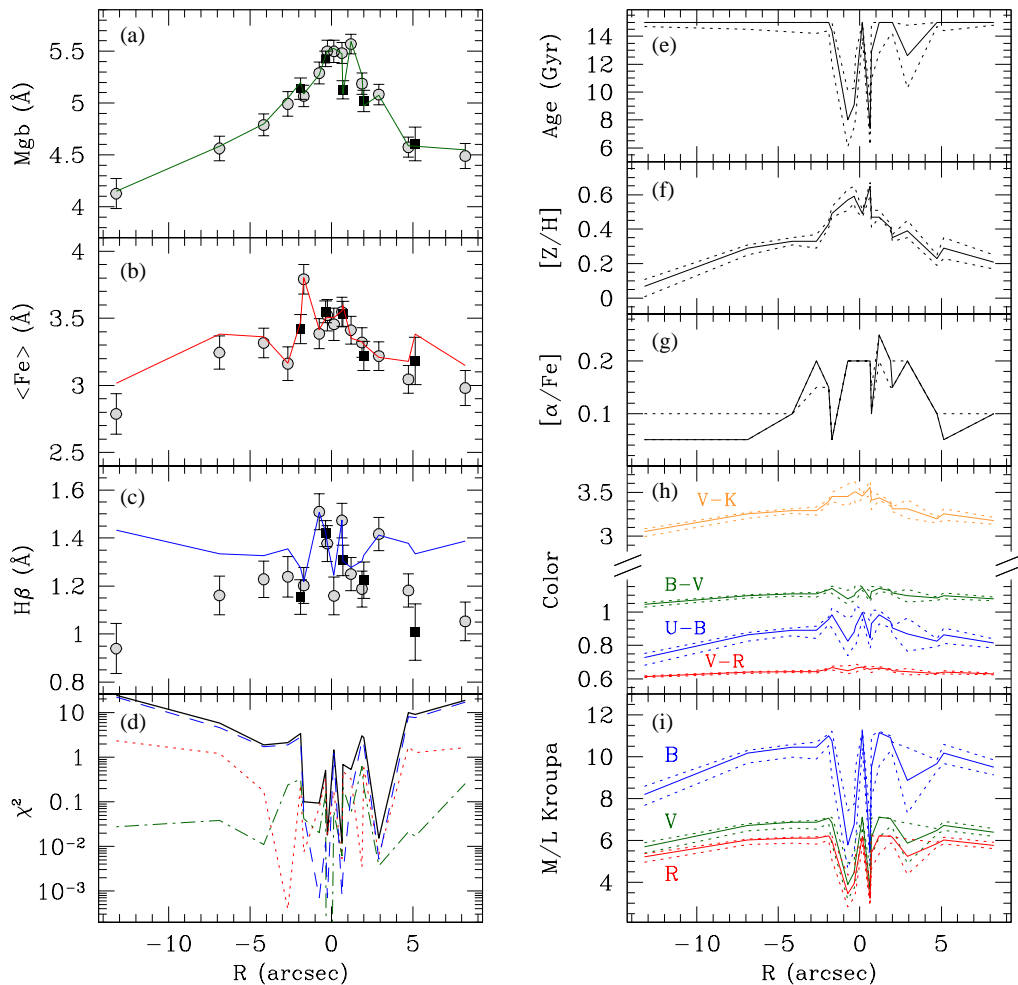 (a)
Mgb (Å)
5.5
5
4.5
4
(b)
<Fe> (Å)
4
3.5
3
2.5
(c)
Hβ (Å)
1.6
1.4
1.2
1
0.8
(d)
χ²
10
1
0.1
10⁻²
10⁻³
−10 −5 0 5
R (arcsec)
(e)
Age (Gyr)
14
12
10
8
6
(f)
[Z/H]
0.6
0.4
0.2
0
(g)
[α/Fe]
0.2
0.1
(h)
Color
V−K
3.5
3
B−V
1
U−B
0.8
V−R
0.6
(i)
M/L Kroupa
12
10
8
6
4
B
V
R
−10 −5 0 5
R (arcsec)